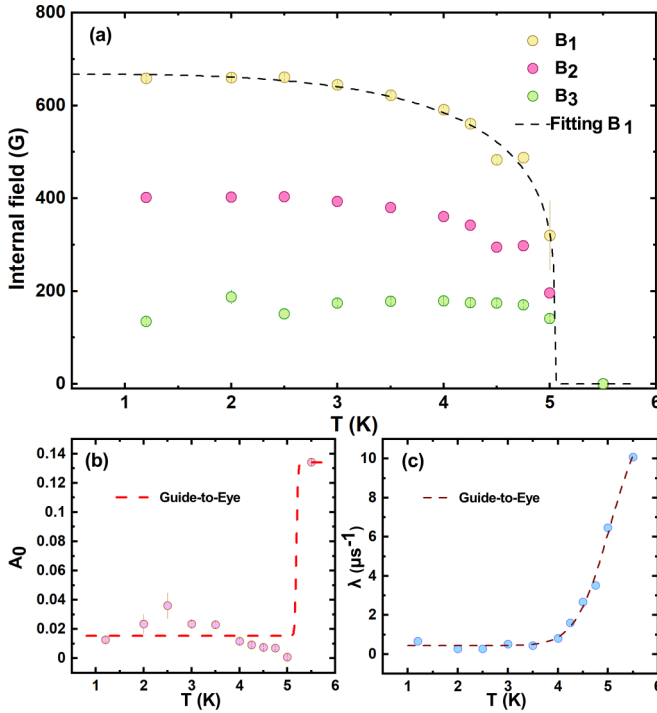 (a)
B1
B2
B3
Fitting B1
Internal field (G)
800
600
400
200
0
1 2 3 4 5 6
T (K)
(b)
Guide-to-Eye
A0
0.14
0.12
0.10
0.08
0.06
0.04
0.02
0
1 2 3 4 5 6
T (K)
(c)
Guide-to-Eye
λ (μs-1)
10
8
6
4
2
0
1 2 3 4 5 6
T (K)